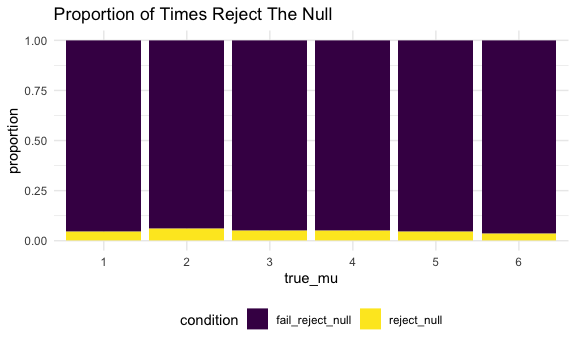 Proportion of Times Reject The Null
proportion
1.00
0.75
0.50
0.25
0.00
1 2 3 4 5 6
true_mu
condition fail_reject_null reject_null